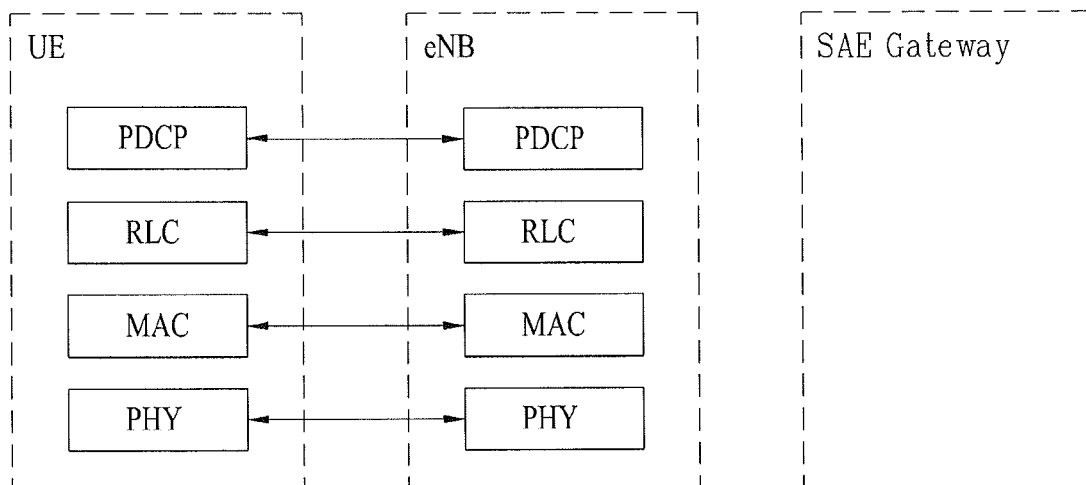 UE
eNB
SAE Gateway
PDCP
PDCP
RLC
RLC
MAC
MAC
PHY
PHY